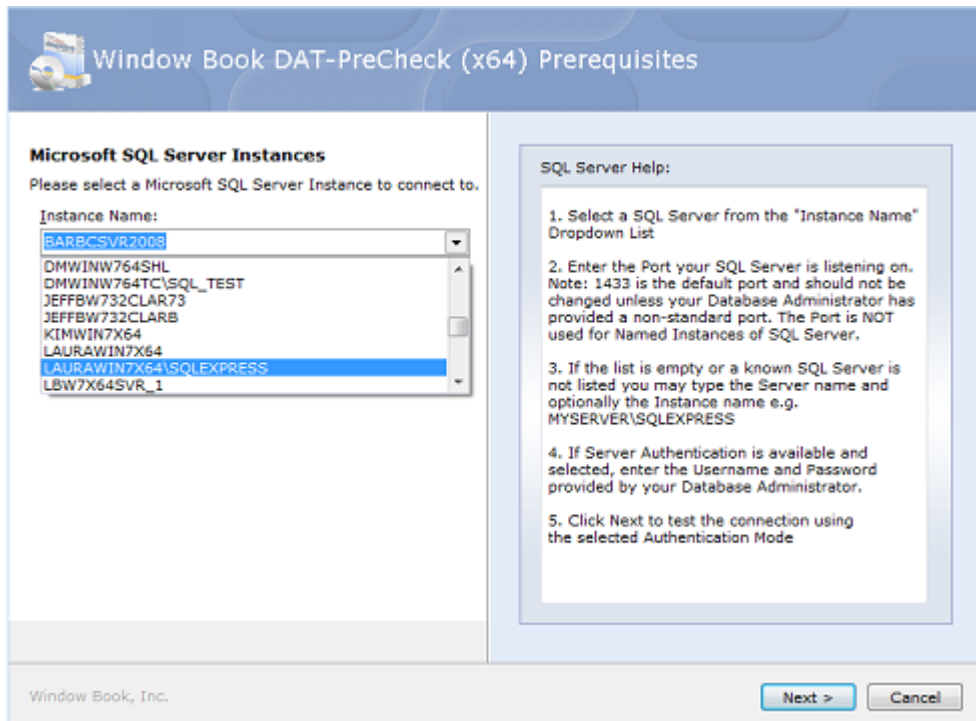 Window Book DAT-PreCheck (x64) Prerequisites
Microsoft SQL Server Instances
Please select a Microsoft SQL Server Instance to connect to.
Instance Name:
BARBCSVR2008
DMWINW764SHL
DMWINW764TC\SQL_TEST
JEFFBW732CLAR73
JEFFBW732CLARB
KIMWIN7X64
LAURAWIN7X64
LAURAWIN7X64\SQLEXPRESS
LBW7X64SVR_1
SQL Server Help:
1. Select a SQL Server from the "Instance Name"
Dropdown List
2. Enter the Port your SQL Server is listening on.
Note: 1433 is the default port and should not be
changed unless your Database Administrator has
provided a non-standard port. The Port is NOT
used for Named Instances of SQL Server.
3. If the list is empty or a known SQL Server is
not listed you may type the Server name and
optionally the Instance name e.g.
MYSERVER\SQLEXPRESS
4. If Server Authentication is available and
selected, enter the Username and Password
provided by your Database Administrator.
5. Click Next to test the connection using
the selected Authentication Mode
Window Book, Inc.
Next >
Cancel